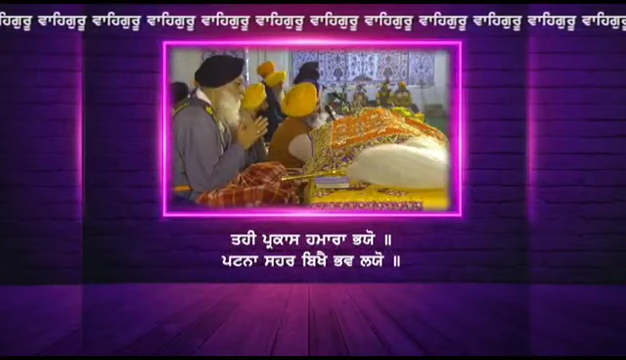 ਵਾਹਿਗੁਰੂ ਵਾਹਿਗੁਰੂ ਵਾਹਿਗੁਰੂ ਵਾਹਿਗੁਰੂ ਵਾਹਿਗੁਰੂ ਵਾਹਿਗੁਰੂ ਵਾਹਿਗੁਰੂ ਵਾਹਿਗੁਰੂ ਵਾਹਿਗੁਰੂ ਵਾਹਿਗੁਰੂ ਵਾਹਿਗੁਰੂ
ਤਹੀ ਪ੍ਰਕਾਸ ਹਮਾਰਾ ਭਯੋ ॥
ਪਟਨਾ ਸਹਰ ਬਿਖੈ ਭਵ ਲਯੋ ॥